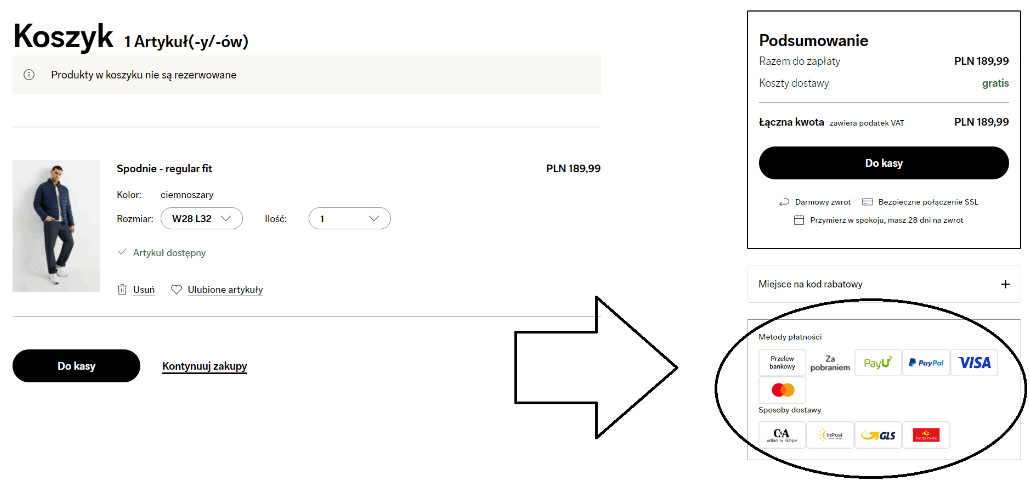 Koszyk 1 Artykuł(-y/-ów)
Produkty w koszyku nie są rezerwowane
Spodnie - regular fit PLN 189,99
Kolor: ciemnoszary
Rozmiar: W28 L32 Ilość: 1
Artykuł dostępny
Usuń Ulubione artykuły
Do kasy Kontynuuj zakupy
Podsumowanie
Razem do zapłaty PLN 189,99
Koszty dostawy gratis
Łączna kwota zawiera podatek VAT PLN 189,99
Do kasy
Darmowy zwrot Bezpieczne połączenie SSL
Przymierz w spokoju, masz 28 dni na zwrot
Miejsce na kod rabatowy +
Metody płatności
Przelew bankowy Za pobraniem PayU PayPal VISA
Sposoby dostawy
C&A odbiór w sklepie InPost GLS